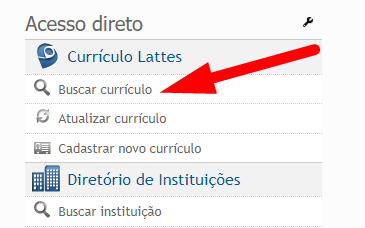 Acesso direto
Currículo Lattes
Buscar currículo
Atualizar currículo
Cadastrar novo currículo
Diretório de Instituições
Buscar instituição